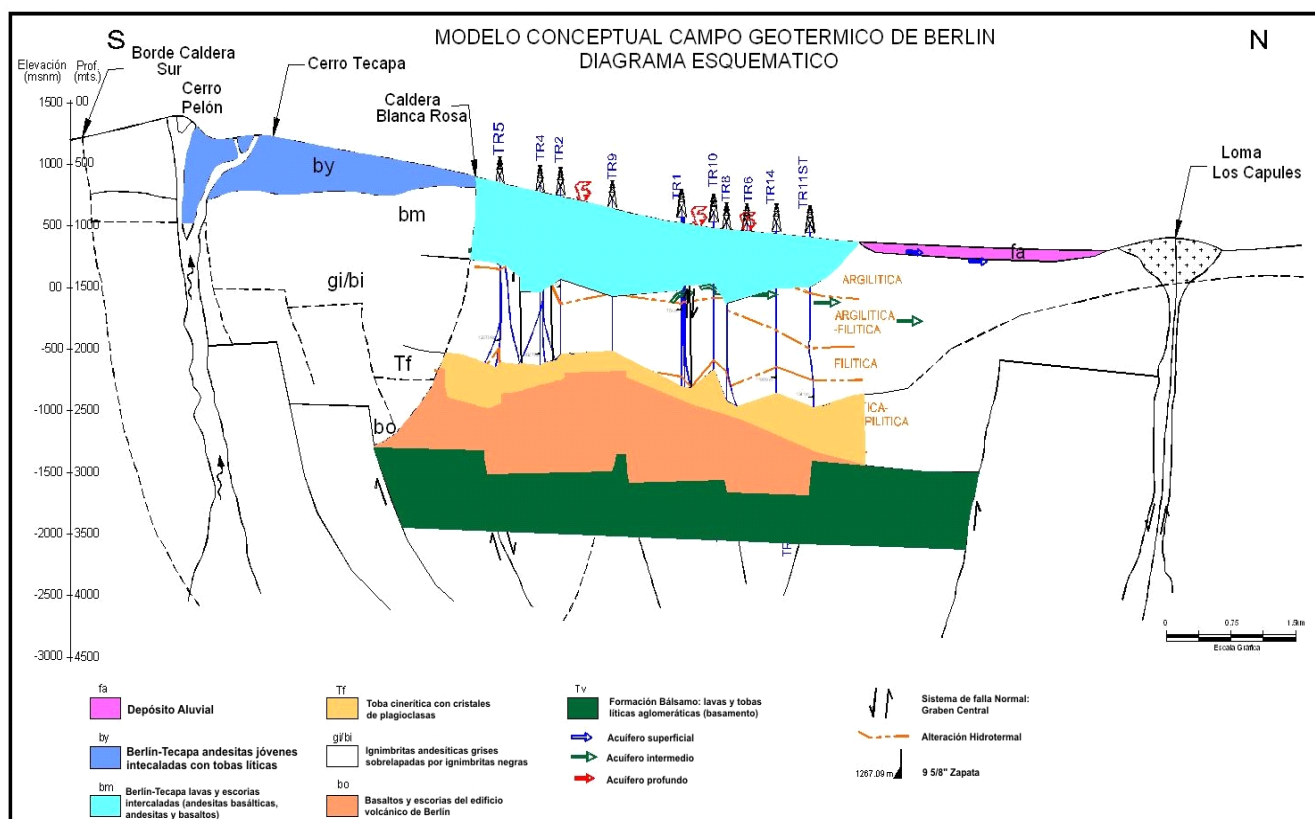 S
MODELO CONCEPTUAL CAMPO GEOTERMICO DE BERLIN
DIAGRAMA ESQUEMATICO
N
Elevación
(msnm)
Prof.
(mts.)
Borde Caldera
Sur
Cerro
Pelón
Cerro Tecapa
Caldera
Blanca Rosa
Loma
Los Capules
1500 00
1000 500
500 1000
00 1500
-500 2000
-1000 2500
-1500 3000
-2000 3500
-2500 4000
-3000 4500
TR5
TR4
TR2
TR9
TR1
TR10
TR8
TR6
TR14
TR11ST
by
bm
gi/bi
Tf
bo
fa
ARGILITICA
ARGILITICA
-FILITICA
FILITICA
TICA-
PILITICA
TR
0 0.75 1.5km
Escala Gráfica
fa
Depósito Aluvial
by
Berlín-Tecapa andesitas jóvenes
intecaladas con tobas líticas
bm
Berlín-Tecapa lavas y escorias
intercaladas (andesitas basálticas,
andesitas y basaltos)
Tf
Toba cinerítica con cristales
de plagioclasas
gi/bi
Ignimbritas andesíticas grises
sobrelapadas por ignimbritas negras
bo
Basaltos y escorias del edificio
volcánico de Berlín
Tv
Formación Bálsamo: lavas y tobas
líticas aglomeráticas (basamento)
Acuífero superficial
Acuífero intermedio
Acuífero profundo
Sistema de falla Normal:
Graben Central
Alteración Hidrotermal
1267.09 m
9 5/8" Zapata